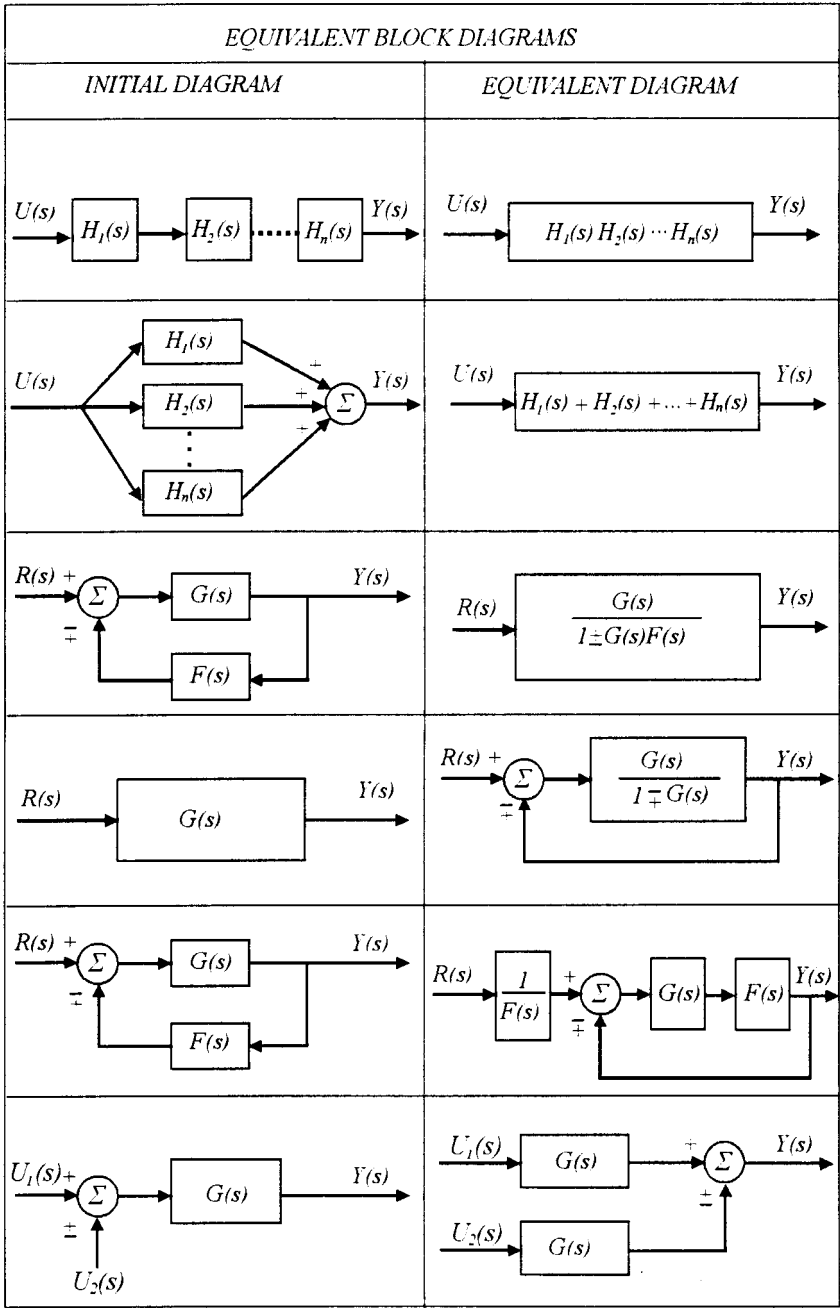 EQUIVALENT BLOCK DIAGRAMS
INITIAL DIAGRAM
EQUIVALENT DIAGRAM
U(s) H₁(s) H₂(s) ...... Hₙ(s) Y(s)
U(s) H₁(s) H₂(s) ··· Hₙ(s) Y(s)
H₁(s)
+
U(s) H₂(s) + Σ Y(s)
+
Hₙ(s)
U(s) H₁(s) + H₂(s) + ... + Hₙ(s) Y(s)
R(s) + Σ G(s) Y(s)
∓
F(s)
R(s) G(s) Y(s)
1±G(s)F(s)
R(s) G(s) Y(s)
R(s) + Σ G(s) Y(s)
∓ 1∓G(s)
R(s) + Σ G(s) Y(s)
∓
F(s)
R(s) 1 + Σ G(s) F(s) Y(s)
F(s) ∓
U₁(s) + Σ G(s) Y(s)
±
U₂(s)
U₁(s) G(s) + Σ Y(s)
±
U₂(s) G(s)